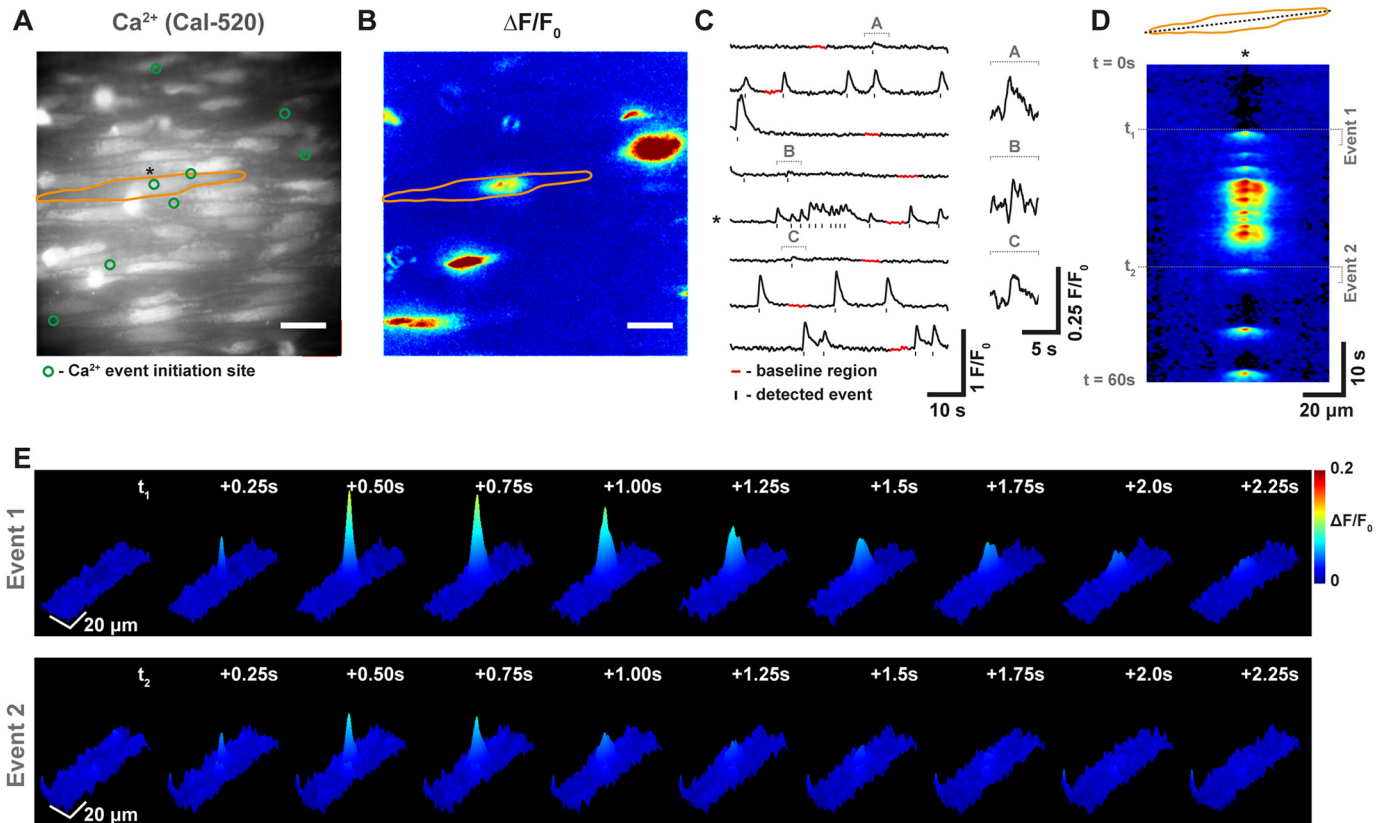 A
Ca²⁺ (Cal-520)
*
- Ca²⁺ event initiation site
B
ΔF/F₀
C
A
B
*
C
- baseline region
- detected event
1 F/F₀
10 s
A
B
C
0.25 F/F₀
5 s
D
*
t = 0s
t₁
Event 1
t₂
Event 2
t = 60s
10 s
20 µm
E
Event 1
t₁ +0.25s +0.50s +0.75s +1.00s +1.25s +1.5s +1.75s +2.0s +2.25s
20 µm
0.2
ΔF/F₀
0
Event 2
t₂ +0.25s +0.50s +0.75s +1.00s +1.25s +1.5s +1.75s +2.0s +2.25s
20 µm